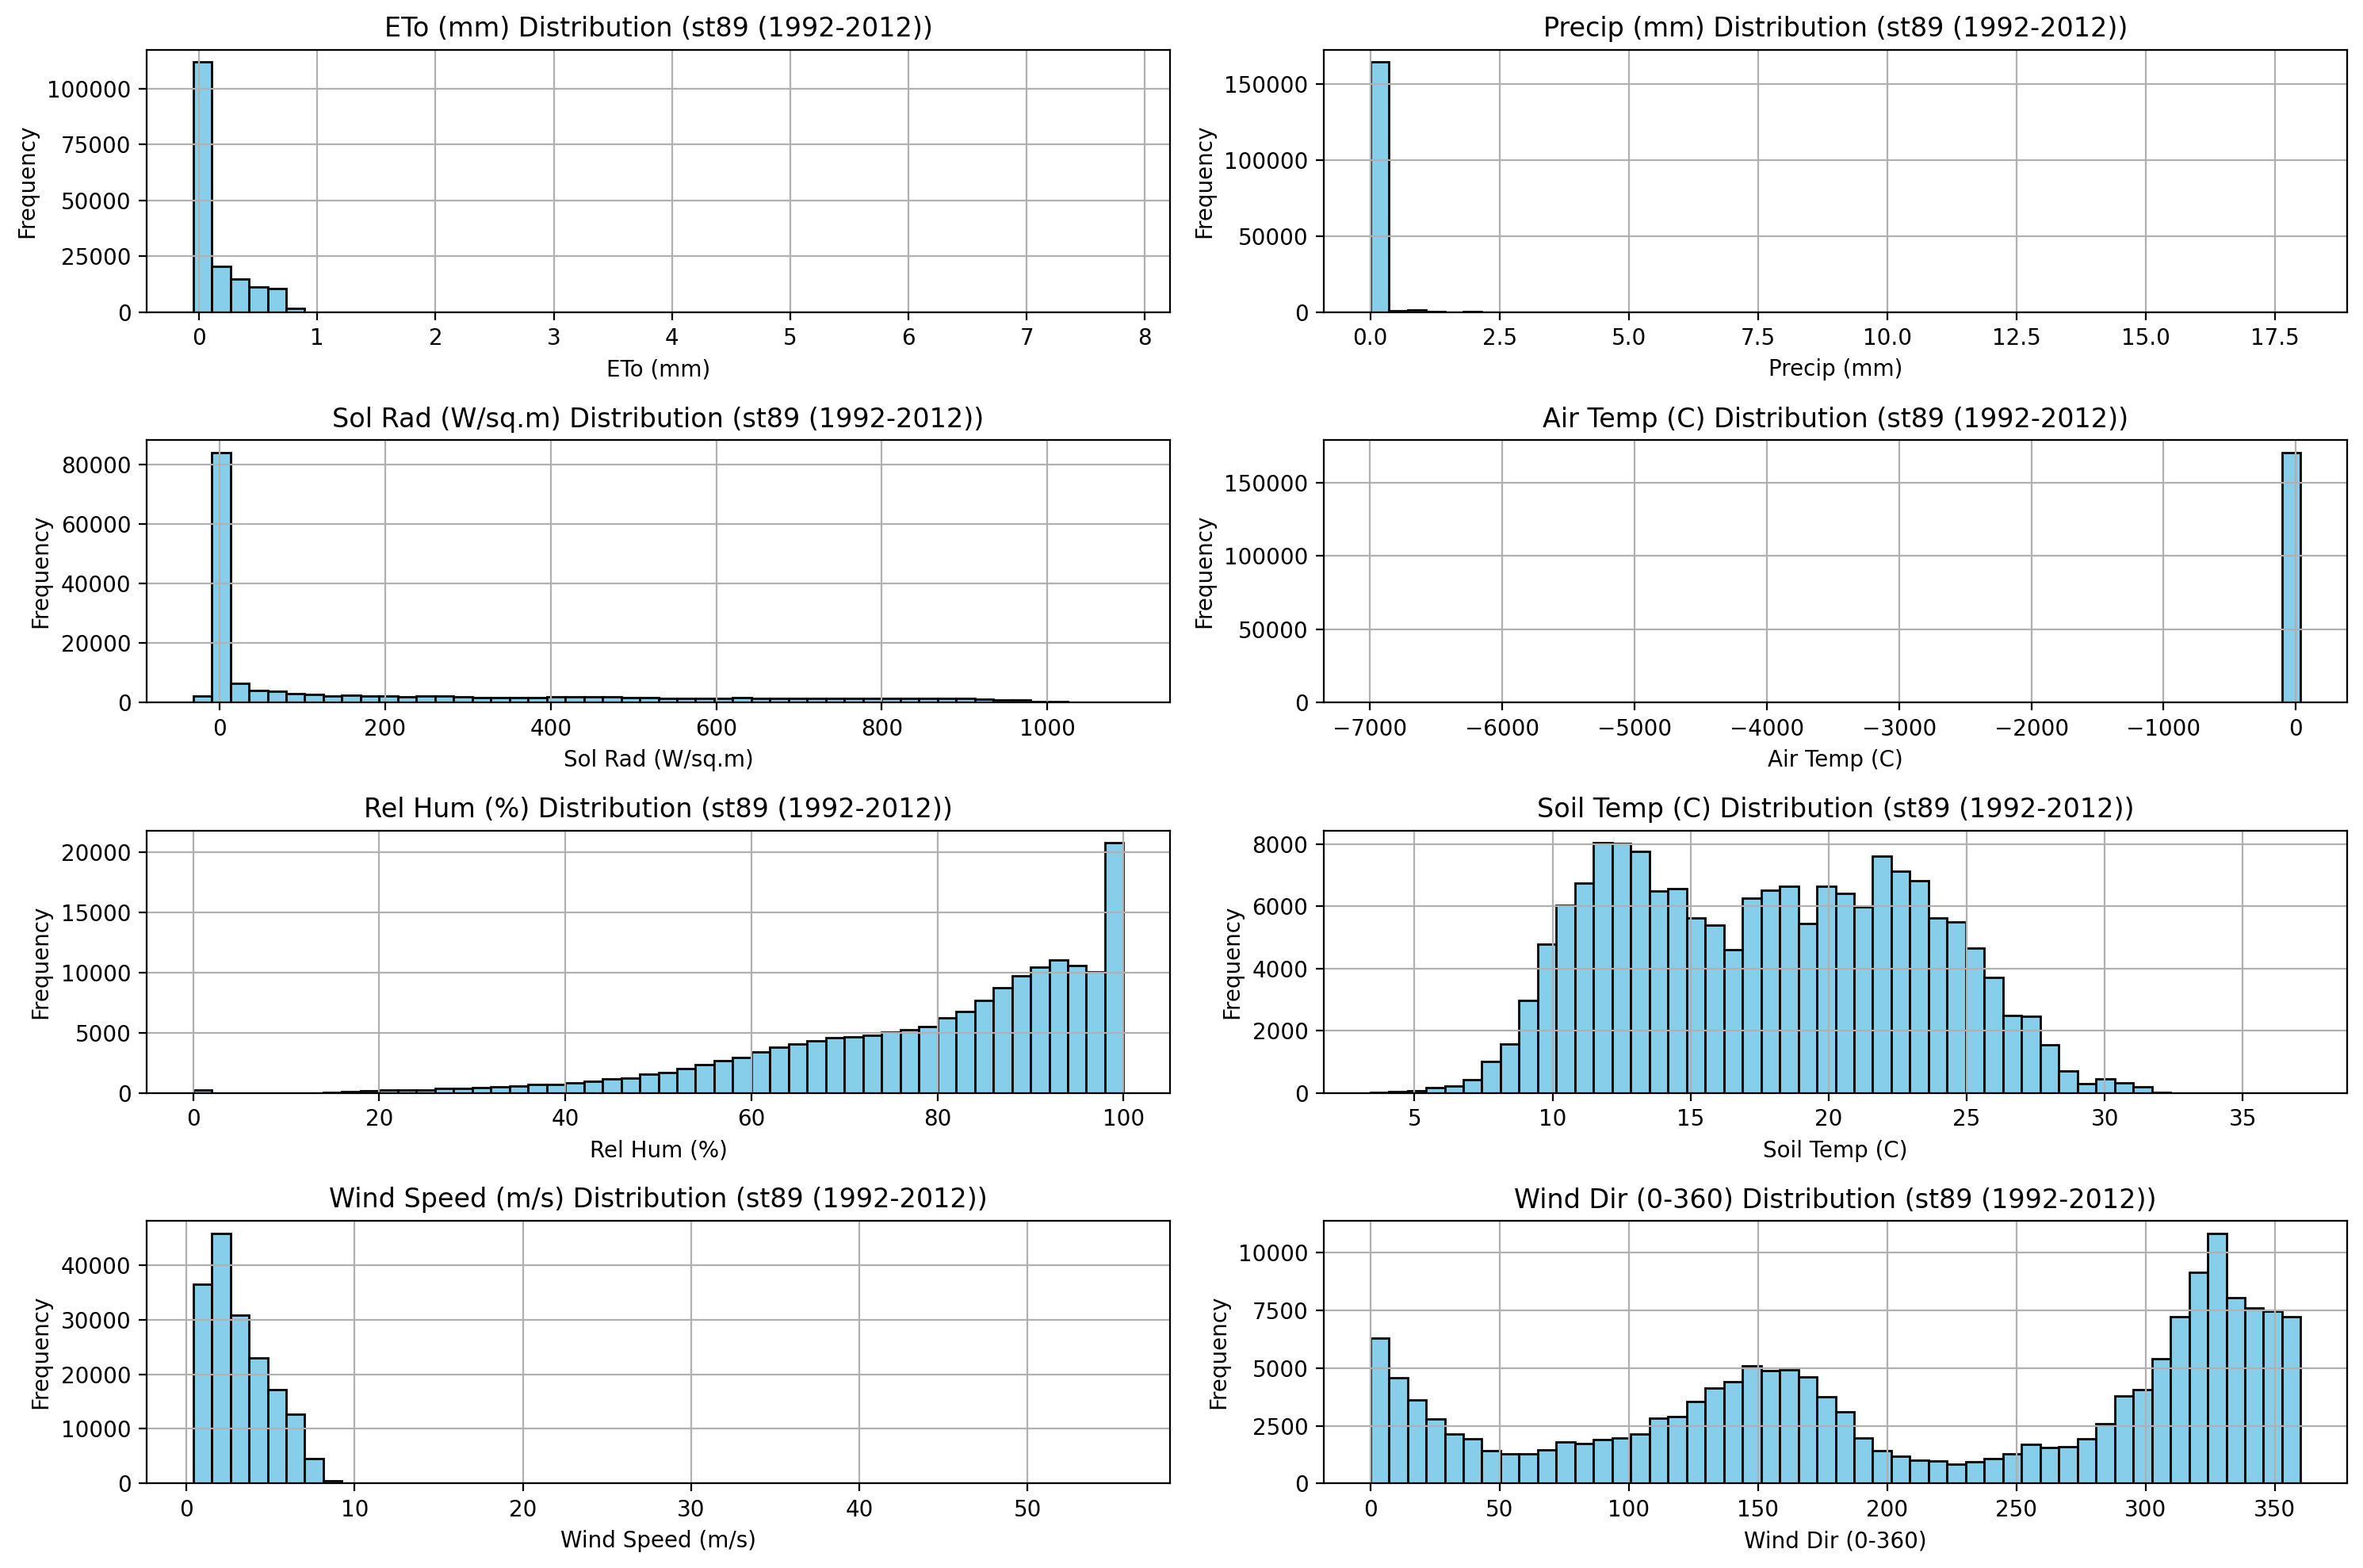 ETo (mm) Distribution (st89 (1992-2012))
Frequency
100000
75000
50000
25000
0
0 1 2 3 4 5 6 7 8
ETo (mm)
Precip (mm) Distribution (st89 (1992-2012))
Frequency
150000
100000
50000
0
0.0 2.5 5.0 7.5 10.0 12.5 15.0 17.5
Precip (mm)
Sol Rad (W/sq.m) Distribution (st89 (1992-2012))
Frequency
80000
60000
40000
20000
0
0 200 400 600 800 1000
Sol Rad (W/sq.m)
Air Temp (C) Distribution (st89 (1992-2012))
Frequency
150000
100000
50000
0
−7000 −6000 −5000 −4000 −3000 −2000 −1000 0
Air Temp (C)
Rel Hum (%) Distribution (st89 (1992-2012))
Frequency
20000
15000
10000
5000
0
0 20 40 60 80 100
Rel Hum (%)
Soil Temp (C) Distribution (st89 (1992-2012))
Frequency
8000
6000
4000
2000
0
5 10 15 20 25 30 35
Soil Temp (C)
Wind Speed (m/s) Distribution (st89 (1992-2012))
Frequency
40000
30000
20000
10000
0
0 10 20 30 40 50
Wind Speed (m/s)
Wind Dir (0-360) Distribution (st89 (1992-2012))
Frequency
10000
7500
5000
2500
0
0 50 100 150 200 250 300 350
Wind Dir (0-360)